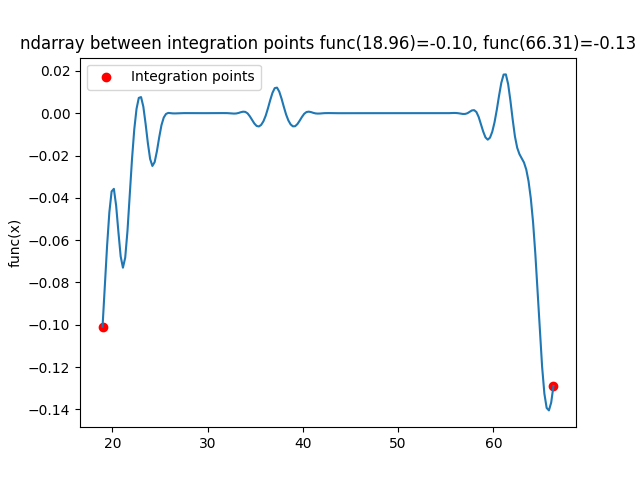 ndarray between integration points func(18.96)=-0.10, func(66.31)=-0.13
Integration points
func(x)
0.02
0.00
−0.02
−0.04
−0.06
−0.08
−0.10
−0.12
−0.14
20 30 40 50 60